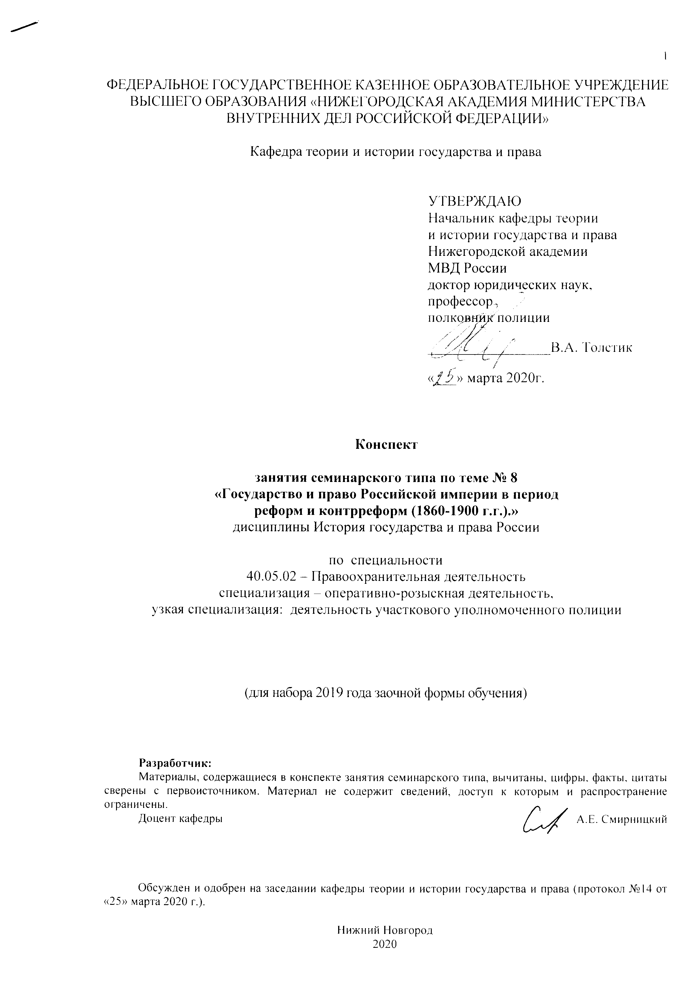 1
ФЕДЕРАЛЬНОЕ ГОСУДАРСТВЕННОЕ КАЗЕННОЕ ОБРАЗОВАТЕЛЬНОЕ УЧРЕЖДЕНИЕ
ВЫСШЕГО ОБРАЗОВАНИЯ «НИЖЕГОРОДСКАЯ АКАДЕМИЯ МИНИСТЕРСТВА
ВНУТРЕННИХ ДЕЛ РОССИЙСКОЙ ФЕДЕРАЦИИ»
Кафедра теории и истории государства и права
УТВЕРЖДАЮ
Начальник кафедры теории
и истории государства и права
Нижегородской академии
МВД России
доктор юридических наук,
профессор,
полковник полиции
В.А. Толстик
«25» марта 2020г.
Конспект
занятия семинарского типа по теме № 8
«Государство и право Российской империи в период
реформ и контрреформ (1860-1900 г.г.).»
дисциплины История государства и права России
по специальности
40.05.02 – Правоохранительная деятельность
специализация – оперативно-розыскная деятельность,
узкая специализация: деятельность участкового уполномоченного полиции
(для набора 2019 года заочной формы обучения)
Разработчик:
Материалы, содержащиеся в конспекте занятия семинарского типа, вычитаны, цифры, факты, цитаты
сверены с первоисточником. Материал не содержит сведений, доступ к которым и распространение
ограничены.
Доцент кафедры А.Е. Смирницкий
Обсужден и одобрен на заседании кафедры теории и истории государства и права (протокол №14 от
«25» марта 2020 г.).
Нижний Новгород
2020